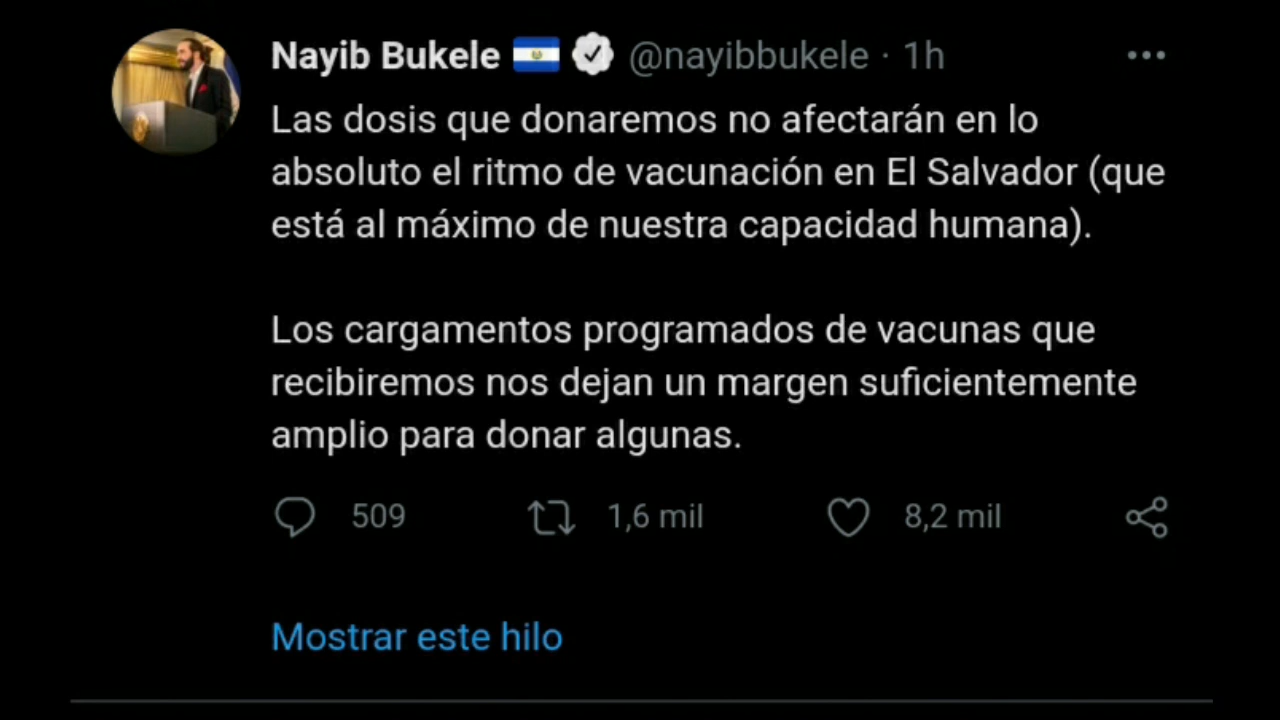 Nayib Bukele 🇸🇻 @nayibbukele · 1h
Las dosis que donaremos no afectarán en lo
absoluto el ritmo de vacunación en El Salvador (que
está al máximo de nuestra capacidad humana).
Los cargamentos programados de vacunas que
recibiremos nos dejan un margen suficientemente
amplio para donar algunas.
509 1,6 mil 8,2 mil
Mostrar este hilo